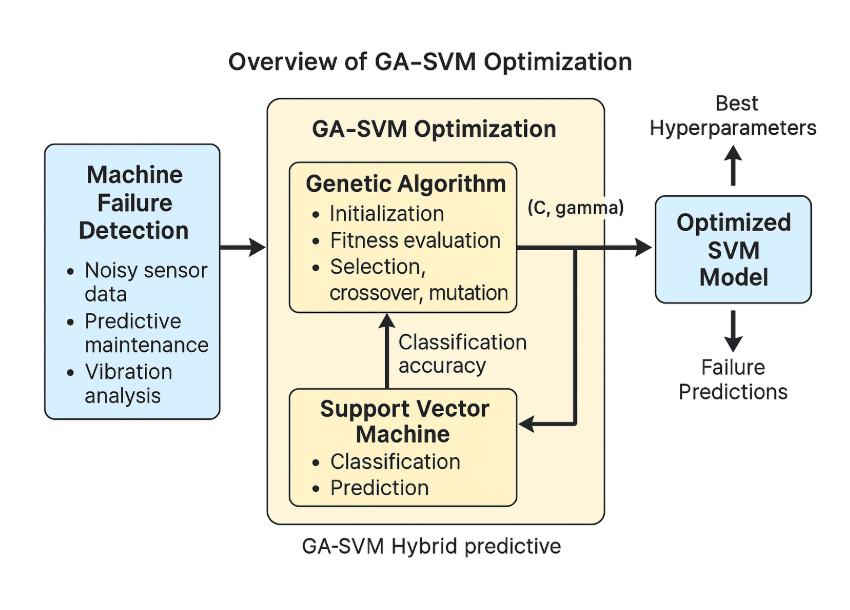 Overview of GA–SVM Optimization
Machine
Failure
Detection
• Noisy sensor
data
• Predictive
maintenance
• Vibration
analysis
GA–SVM Optimization
Genetic Algorithm
• Initialization
• Fitness evaluation
• Selection,
crossover, mutation
(C, gamma)
Classification
accuracy
Support Vector
Machine
• Classification
• Prediction
GA-SVM Hybrid predictive
Best
Hyperparameters
Optimized
SVM
Model
Failure
Predictions